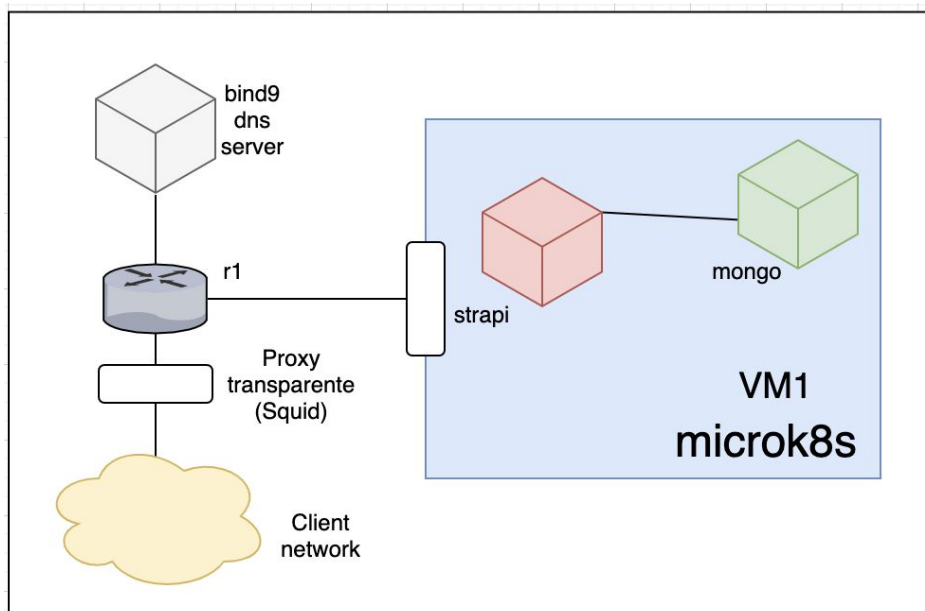 bind9
dns
server
r1
Proxy
transparente
(Squid)
Client
network
strapi
mongo
VM1
microk8s